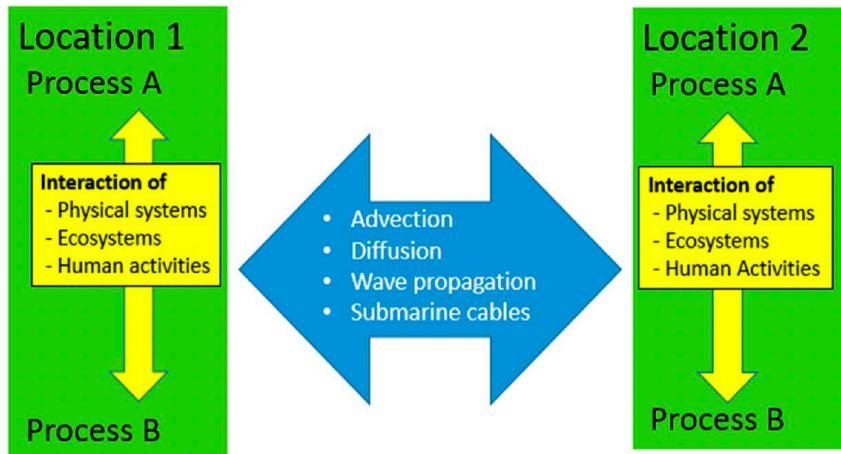 Location 1
Process A
Interaction of
- Physical systems
- Ecosystems
- Human activities
Process B
• Advection
• Diffusion
• Wave propagation
• Submarine cables
Location 2
Process A
Interaction of
- Physical systems
- Ecosystems
- Human Activities
Process B